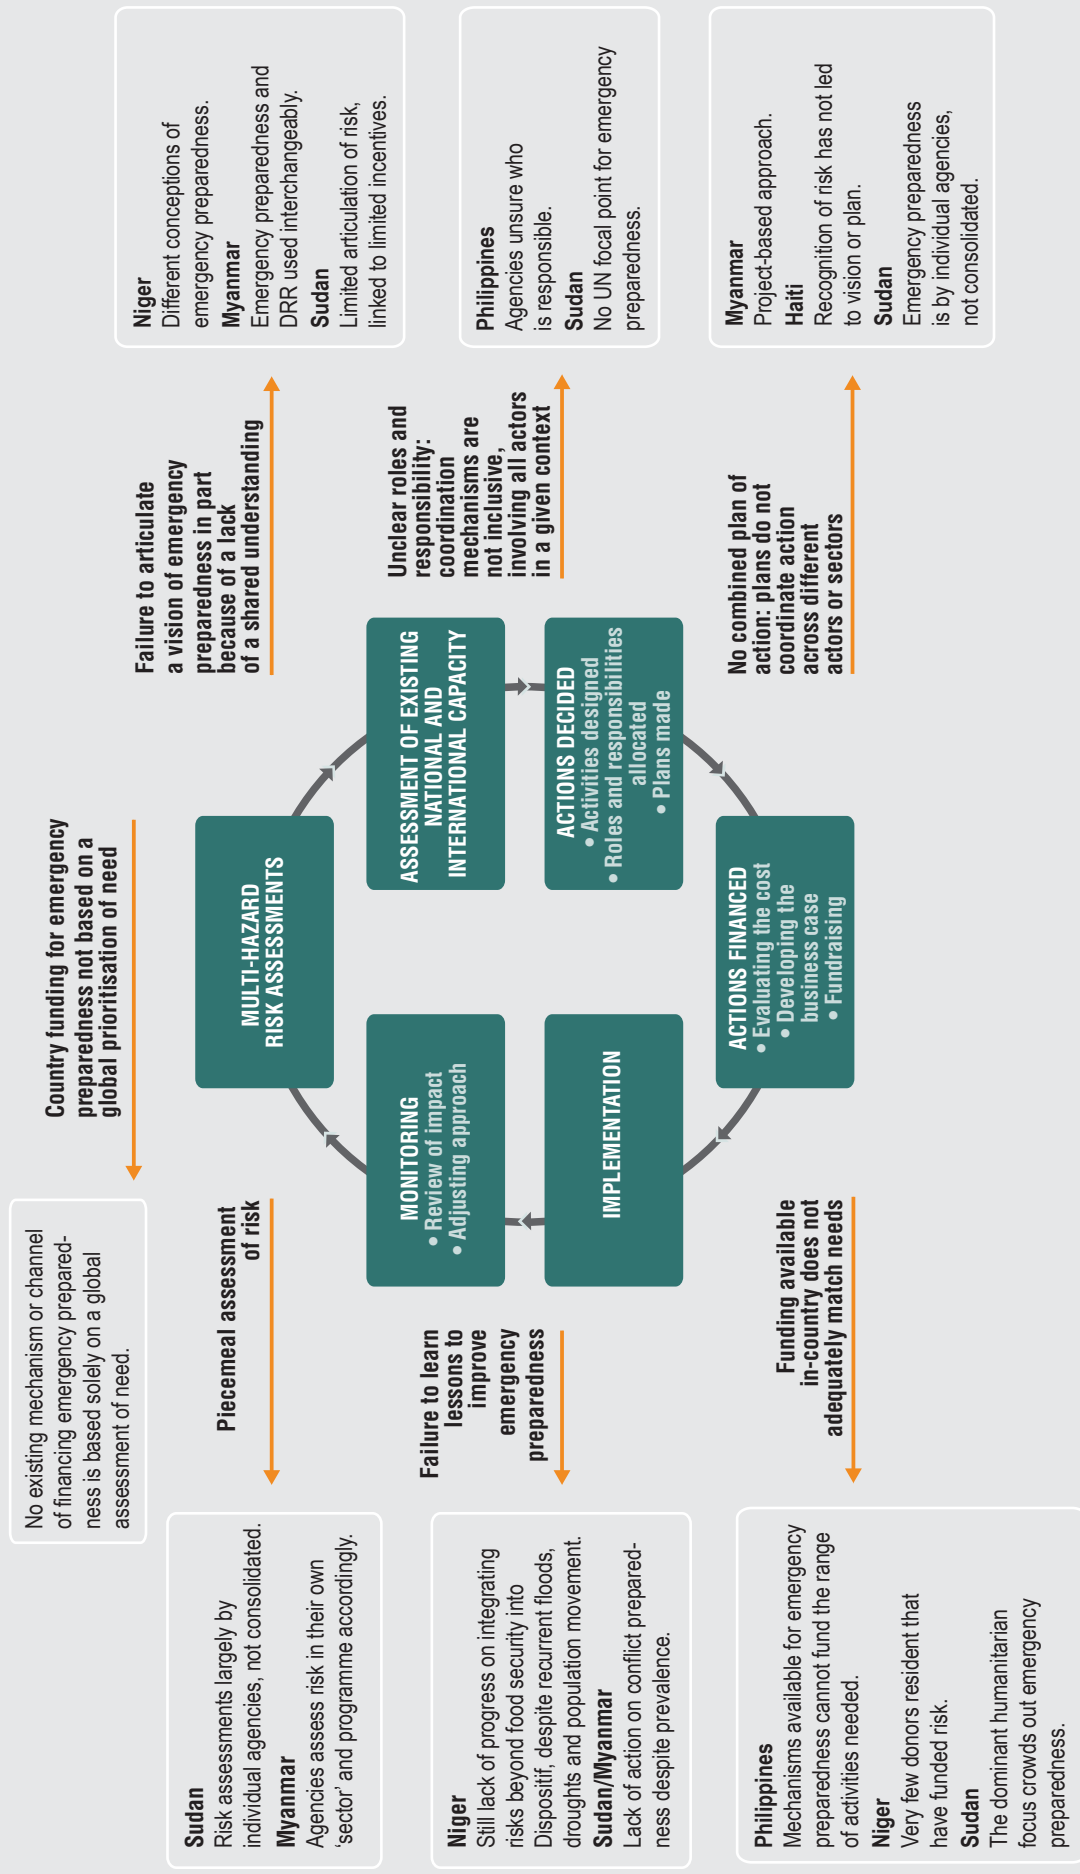 No existing mechanism or channel
of financing emergency prepared-
ness is based solely on a global
assessment of need.
Country funding for emergency
preparedness not based on a
global prioritisation of need
Sudan
Risk assessments largely by
individual agencies, not consolidated.
Myanmar
Agencies assess risk in their own
‘sector’ and programme accordingly.
Piecemeal assessment
of risk
MULTI-HAZARD
RISK ASSESSMENTS
Failure to articulate
a vision of emergency
preparedness in part
because of a lack
of a shared understanding
Niger
Different conceptions of
emergency preparedness.
Myanmar
Emergency preparedness and
DRR used interchangeably.
Sudan
Limited articulation of risk,
linked to limited incentives.
Niger
Still lack of progress on integrating
risks beyond food security into
Dispositif, despite recurrent floods,
droughts and population movement.
Sudan/Myanmar
Lack of action on conflict prepared-
ness despite prevalence.
Failure to learn
lessons to
improve
emergency
preparedness
MONITORING
• Review of impact
• Adjusting approach
ASSESSMENT OF EXISTING
NATIONAL AND
INTERNATIONAL CAPACITY
Unclear roles and
responsibility:
coordination
mechanisms are
not inclusive,
involving all actors
in a given context
Philippines
Agencies unsure who
is responsible.
Sudan
No UN focal point for emergency
preparedness.
IMPLEMENTATION
ACTIONS DECIDED
• Activities designed
• Roles and responsibilities
allocated
• Plans made
Philippines
Mechanisms available for emergency
preparedness cannot fund the range
of activities needed.
Niger
Very few donors resident that
have funded risk.
Sudan
The dominant humanitarian
focus crowds out emergency
preparedness.
Funding available
in-country does not
adequately match needs
ACTIONS FINANCED
• Evaluating the cost
• Developing the
business case
• Fundraising
No combined plan of
action: plans do not
coordinate action
across different
actors or sectors
Myanmar
Project-based approach.
Haiti
Recognition of risk has not led
to vision or plan.
Sudan
Emergency preparedness
is by individual agencies,
not consolidated.